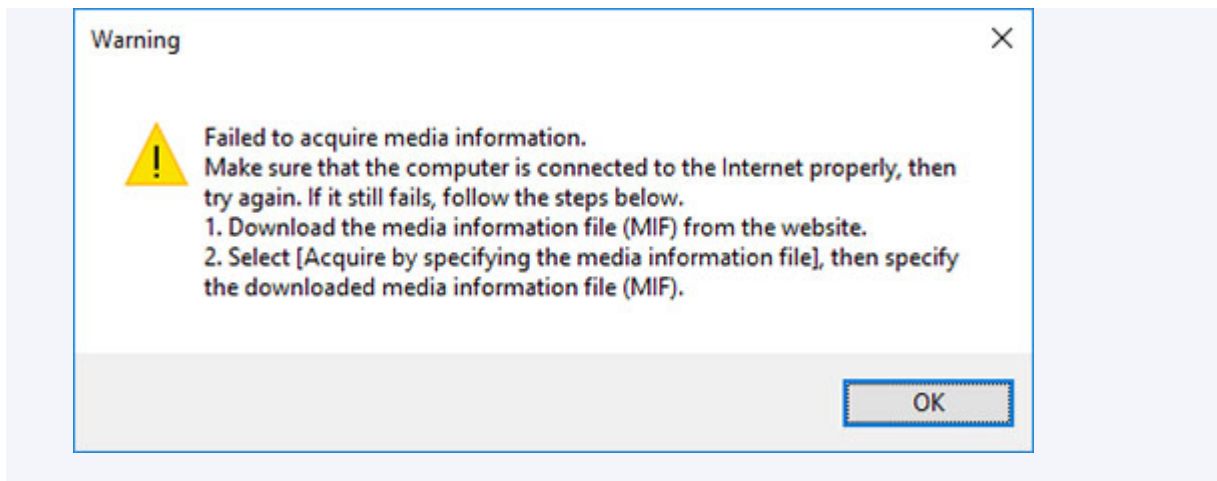 Warning
Failed to acquire media information.
Make sure that the computer is connected to the Internet properly, then
try again. If it still fails, follow the steps below.
1. Download the media information file (MIF) from the website.
2. Select [Acquire by specifying the media information file], then specify
the downloaded media information file (MIF).
OK